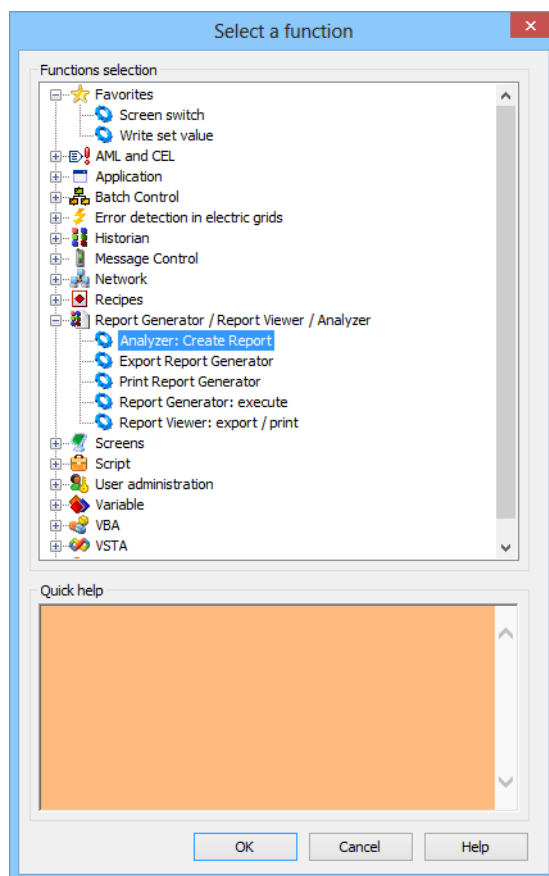 Select a function
Functions selection
Favorites
Screen switch
Write set value
AML and CEL
Application
Batch Control
Error detection in electric grids
Historian
Message Control
Network
Recipes
Report Generator / Report Viewer / Analyzer
Analyzer: Create Report
Export Report Generator
Print Report Generator
Report Generator: execute
Report Viewer: export / print
Screens
Script
User administration
Variable
VBA
VSTA
Quick help
OK Cancel Help